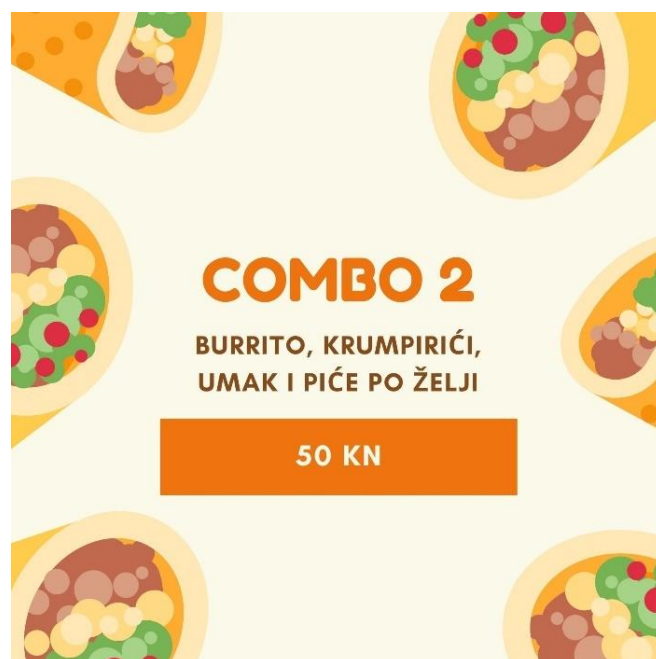 COMBO 2
BURRITO, KRUMPIRIĆI,
UMAK I PIĆE PO ŽELJI
50 KN